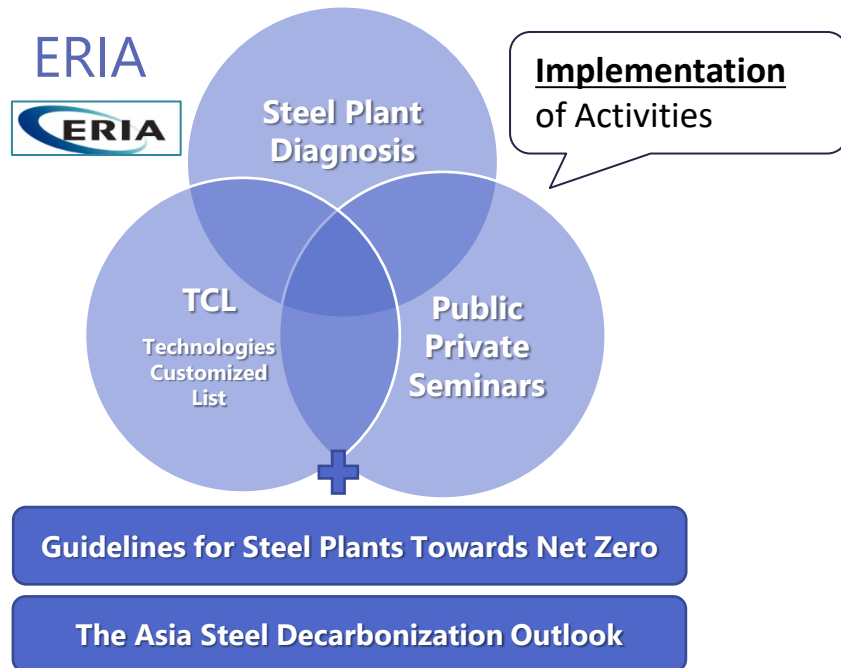 ERIA
ERIA
Implementation
of Activities
Steel Plant
Diagnosis
TCL
Technologies
Customized
List
Public
Private
Seminars
Guidelines for Steel Plants Towards Net Zero
The Asia Steel Decarbonization Outlook